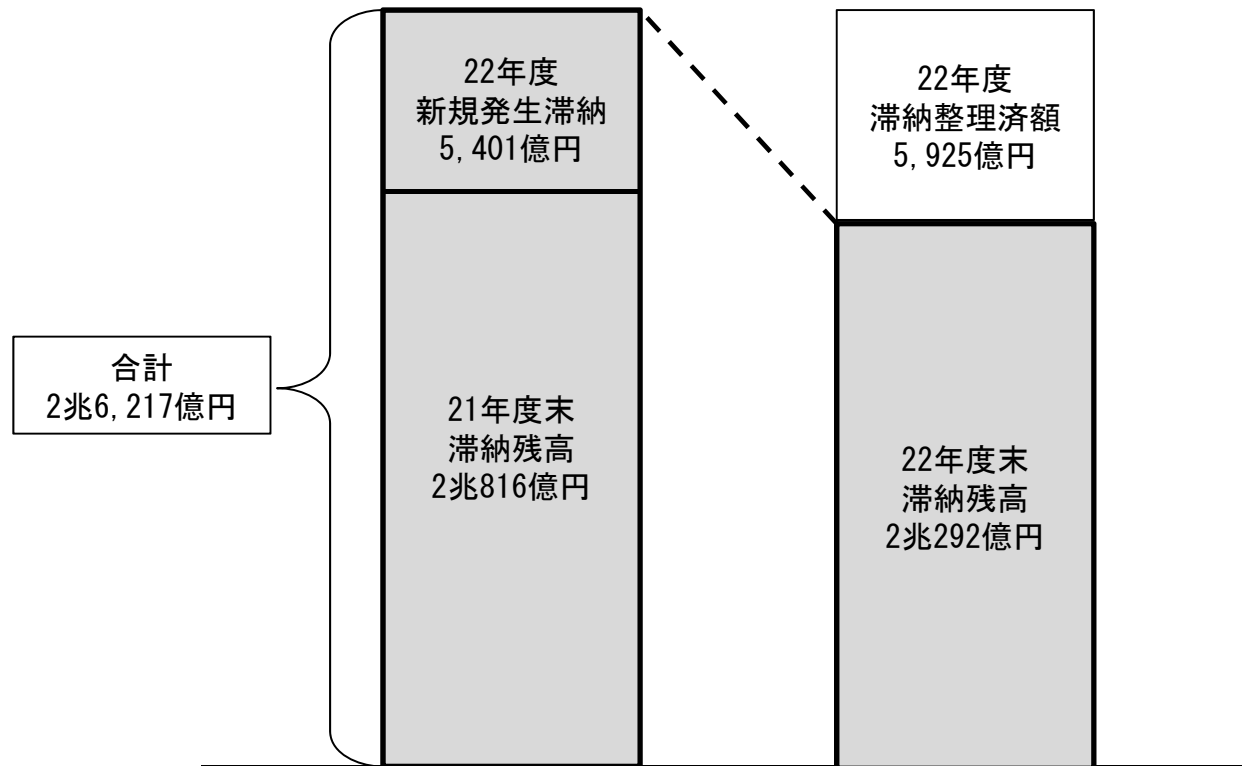 22年度
新規発生滞納
5,401億円
22年度
滞納整理済額
5,925億円
合計
2兆6,217億円
21年度末
滞納残高
2兆816億円
22年度末
滞納残高
2兆292億円